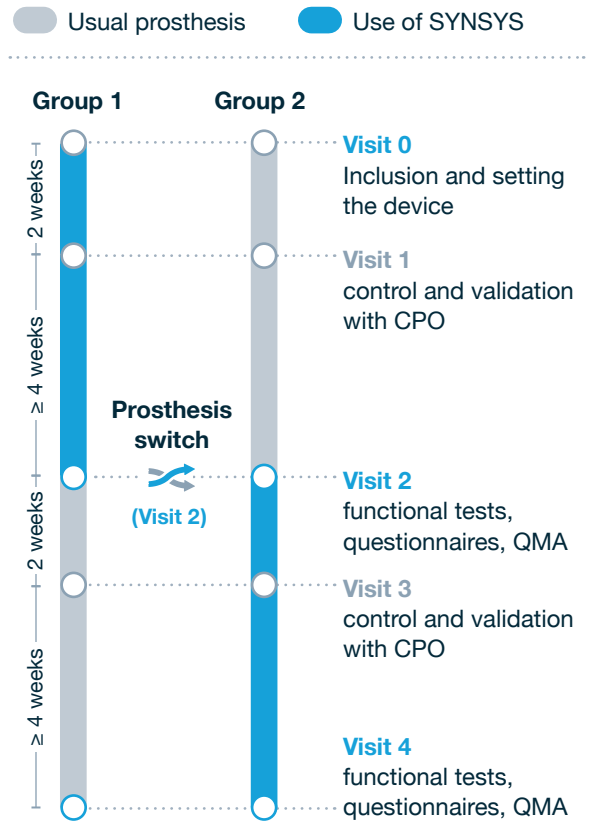 Usual prosthesis
Use of SYNSYS
Group 1
Group 2
2 weeks
≥ 4 weeks
2 weeks
≥ 4 weeks
Prosthesis
switch
(Visit 2)
Visit 0
Inclusion and setting
the device
Visit 1
control and validation
with CPO
Visit 2
functional tests,
questionnaires, QMA
Visit 3
control and validation
with CPO
Visit 4
functional tests,
questionnaires, QMA